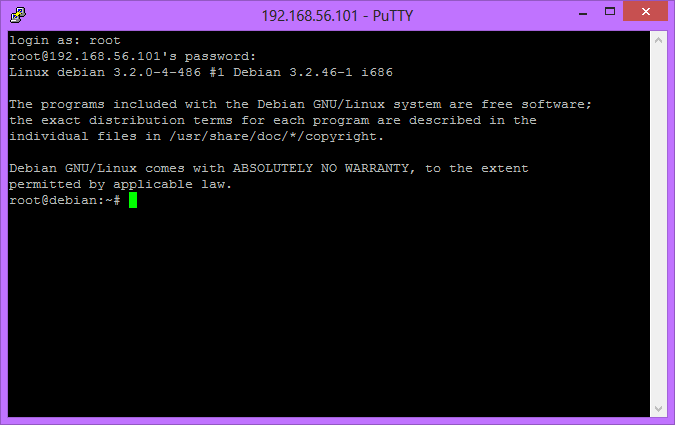 192.168.56.101 - PuTTY
login as: root
root@192.168.56.101's password:
Linux debian 3.2.0-4-486 #1 Debian 3.2.46-1 i686
The programs included with the Debian GNU/Linux system are free software;
the exact distribution terms for each program are described in the
individual files in /usr/share/doc/*/copyright.
Debian GNU/Linux comes with ABSOLUTELY NO WARRANTY, to the extent
permitted by applicable law.
root@debian:~#